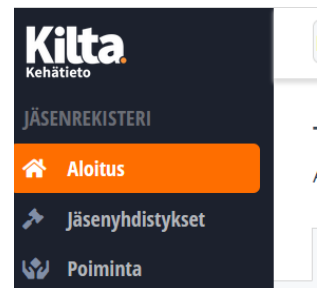 Kilta.
Kehätieto
JÄSENREKISTERI
Aloitus
Jäsenyhdistykset
Poiminta